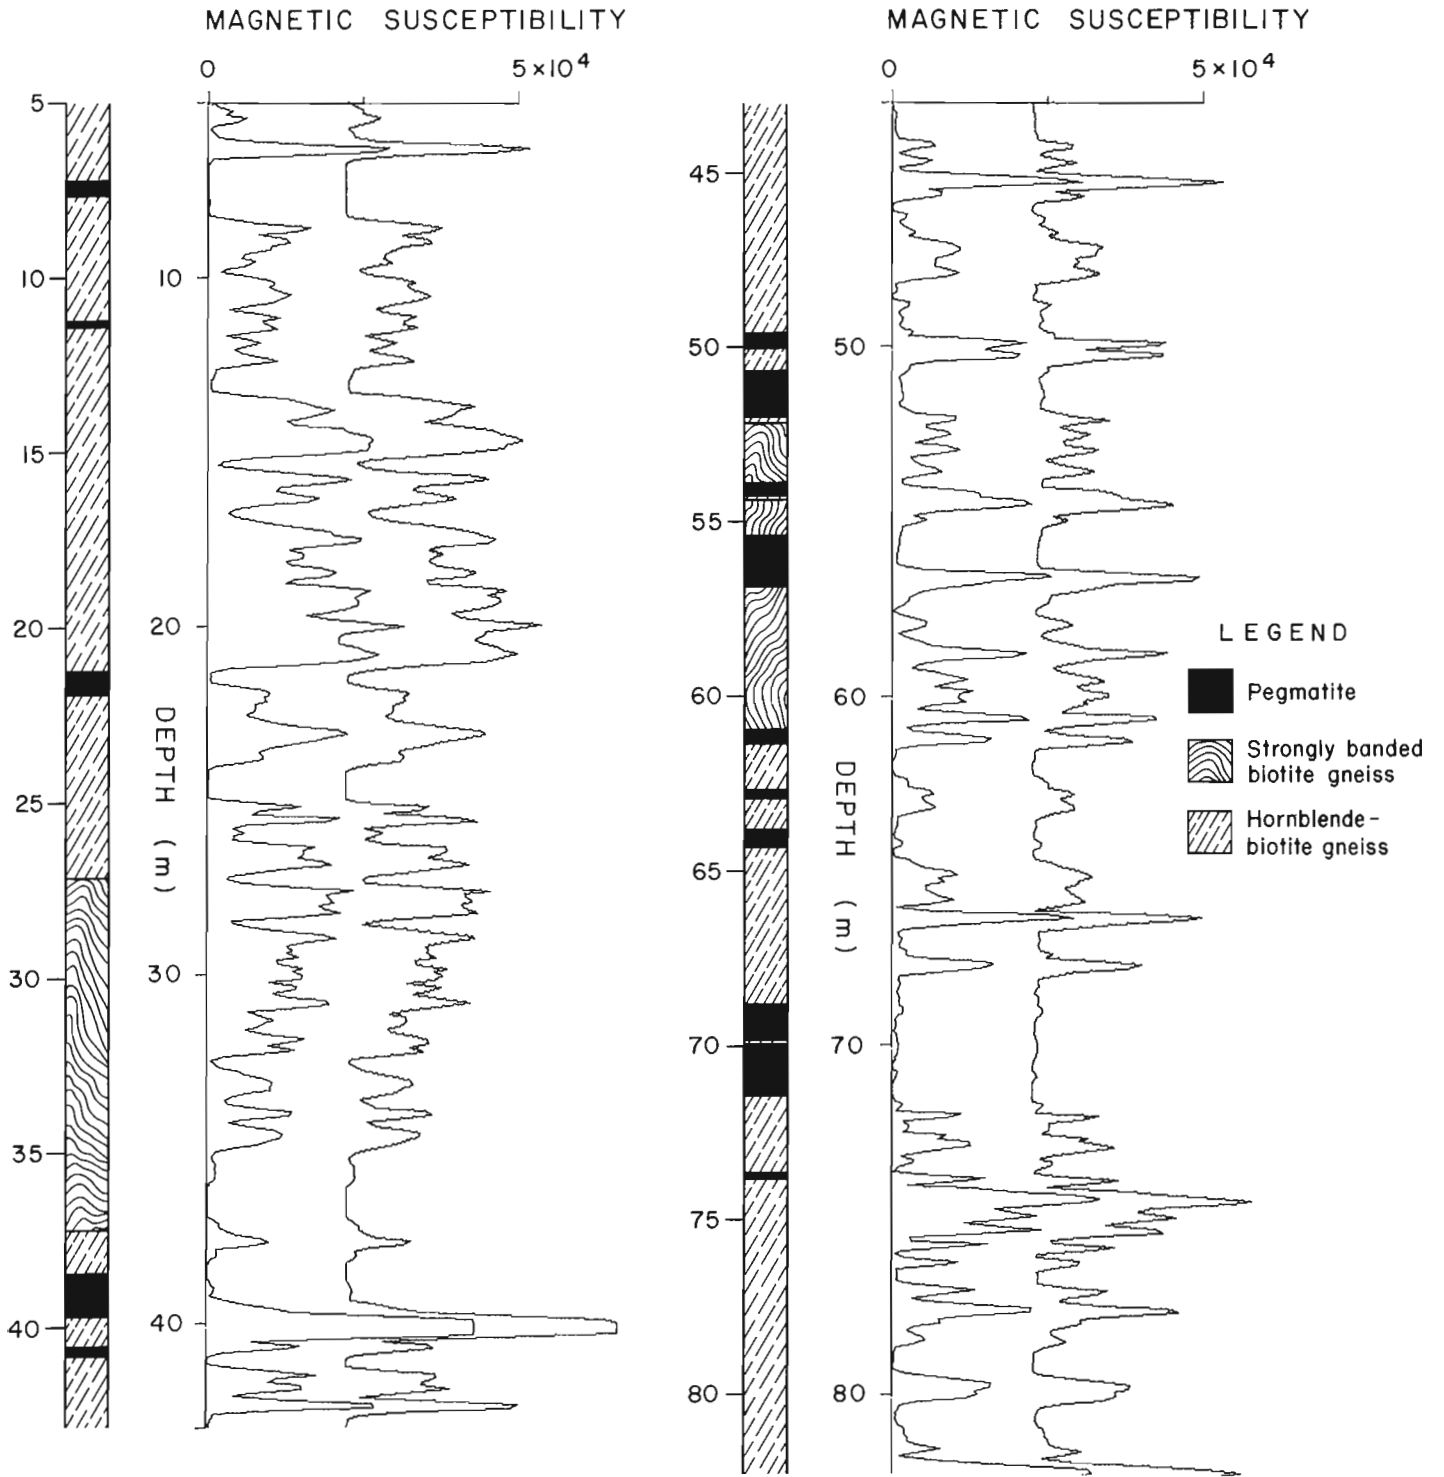 MAGNETIC SUSCEPTIBILITY
0 5×10⁴
5
10
15
20
25
30
35
40
10
20
30
40
DEPTH (m)
MAGNETIC SUSCEPTIBILITY
0 5×10⁴
45
50
55
60
65
70
75
80
50
60
70
80
DEPTH (m)
LEGEND
Pegmatite
Strongly banded
biotite gneiss
Hornblende-
biotite gneiss